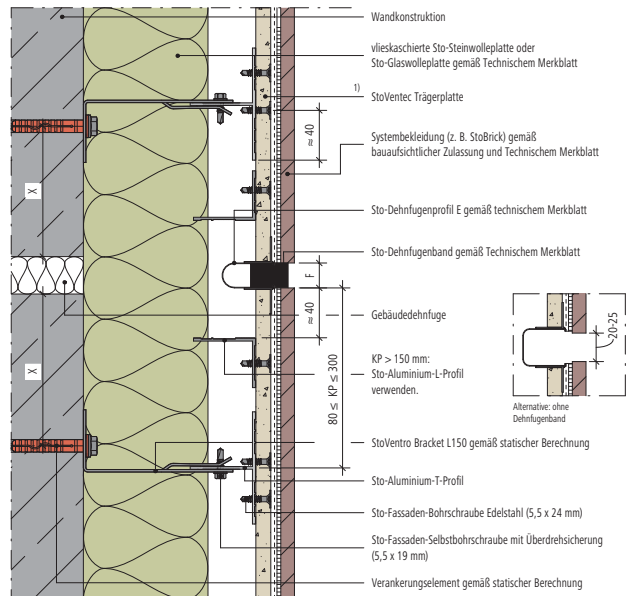 Wandkonstruktion
vlieskaschierte Sto-Steinwolleplatte oder
Sto-Glaswolleplatte gemäß Technischem Merkblatt
1)
StoVentec Trägerplatte
≈ 40
Systembekleidung (z. B. StoBrick) gemäß
bauaufsichtlicher Zulassung und Technischem Merkblatt
X
Sto-Dehnfugenprofil E gemäß technischem Merkblatt
Sto-Dehnfugenband gemäß Technischem Merkblatt
F
Gebäudedehnfuge
≈ 40
20-25
80 ≤ KP ≤ 300
KP > 150 mm:
Sto-Aluminium-L-Profil
verwenden.
X
Alternative: ohne
Dehnfugenband
StoVentro Bracket L150 gemäß statischer Berechnung
Sto-Aluminium-T-Profil
Sto-Fassaden-Bohrschraube Edelstahl (5,5 x 24 mm)
Sto-Fassaden-Selbstbohrschraube mit Überdrehsicherung
(5,5 x 19 mm)
Verankerungselement gemäß statischer Berechnung